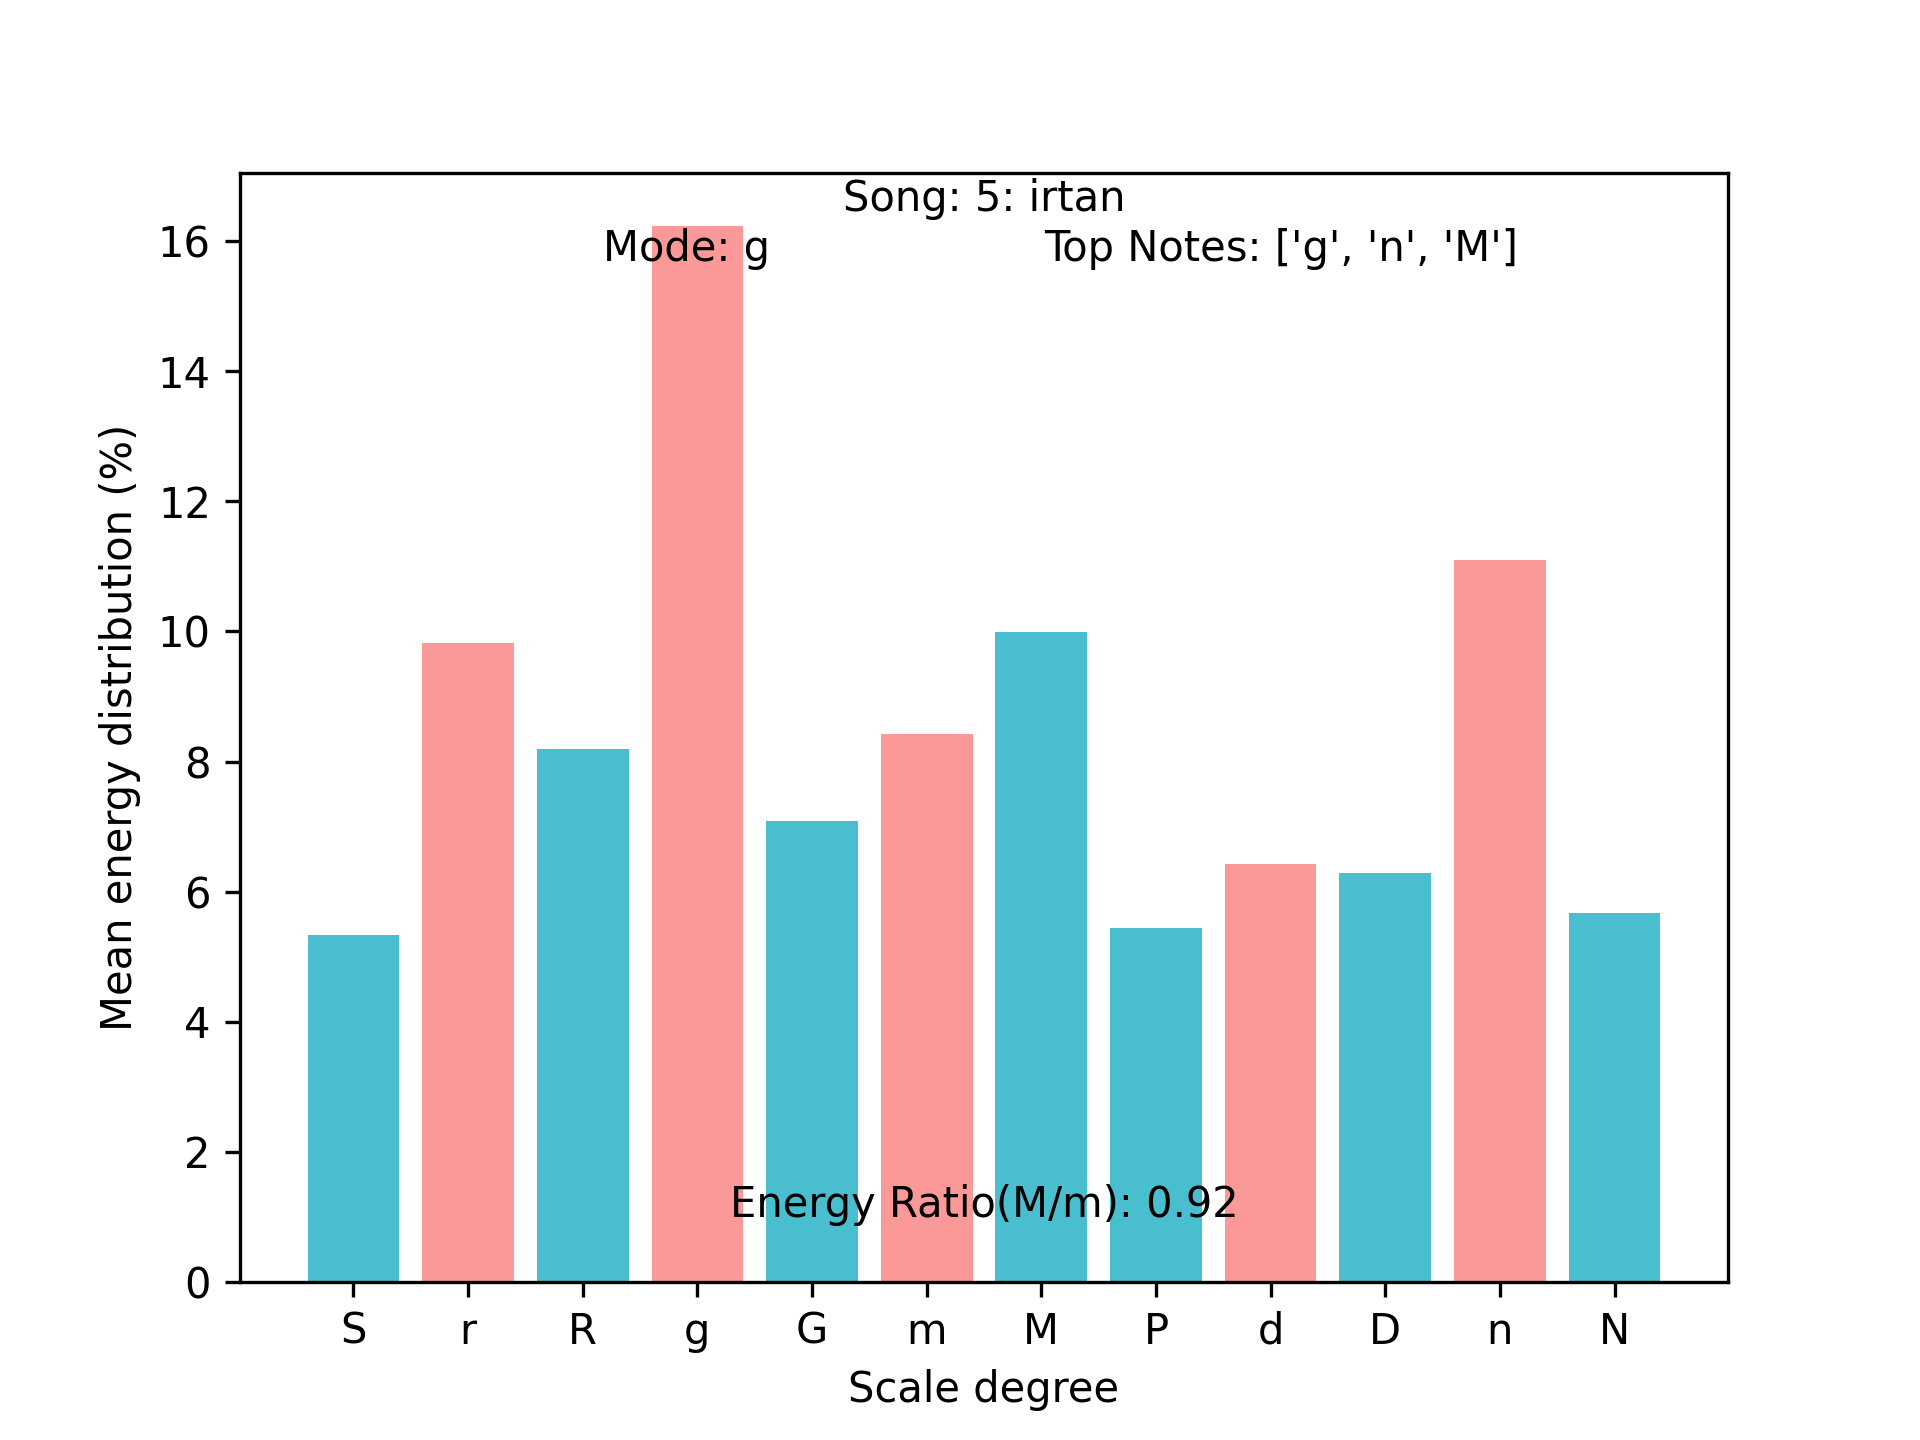 Song: 5: irtan
Mode: g Top Notes: ['g', 'n', 'M']
16
14
12
10
8
6
4
2
0
Mean energy distribution (%)
Energy Ratio(M/m): 0.92
S r R g G m M P d D n N
Scale degree